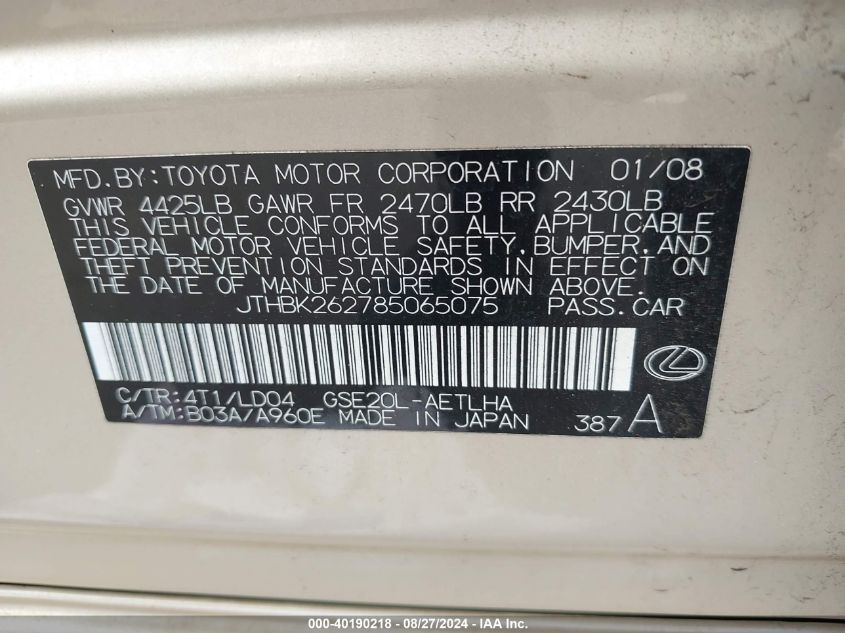 MFD.BY:TOYOTA MOTOR CORPORATION 01/08
GVWR 4425LB GAWR FR 2470LB RR 2430LB
THIS VEHICLE CONFORMS TO ALL APPLICABLE
FEDERAL MOTOR VEHICLE SAFETY,BUMPER,AND
THEFT PREVENTION STANDARDS IN EFFECT ON
THE DATE OF MANUFACTURE SHOWN ABOVE.
JTHBK262785065075 PASS.CAR
C/TR:4T1/LD04 GSE20L-AETLHA
A/TM:B03A/A960E MADE IN JAPAN 387 A
000-40190218 - 08/27/2024 - IAA Inc.